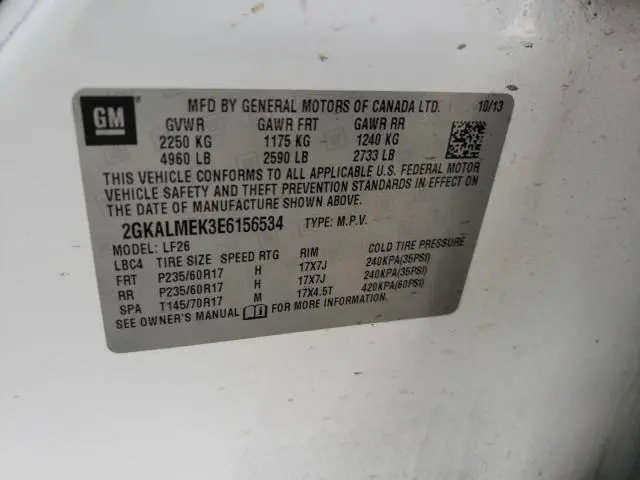 GM ® MFD BY GENERAL MOTORS OF CANADA LTD. 10/13
GVWR GAWR FRT GAWR RR
2250 KG 1175 KG 1240 KG
4960 LB 2590 LB 2733 LB
THIS VEHICLE CONFORMS TO ALL APPLICABLE U.S. FEDERAL MOTOR
VEHICLE SAFETY AND THEFT PREVENTION STANDARDS IN EFFECT ON
THE DATE OF MANUFACTURE SHOWN ABOVE.
2GKALMEK3E6156534 TYPE: M.P.V.
MODEL: LF26
LBC4 TIRE SIZE SPEED RTG RIM COLD TIRE PRESSURE
FRT P235/60R17 H 17X7J 240KPA(35PSI)
RR P235/60R17 H 17X7J 240KPA(35PSI)
SPA T145/70R17 M 17X4.5T 420KPA(60PSI)
SEE OWNER'S MANUAL FOR MORE INFORMATION.